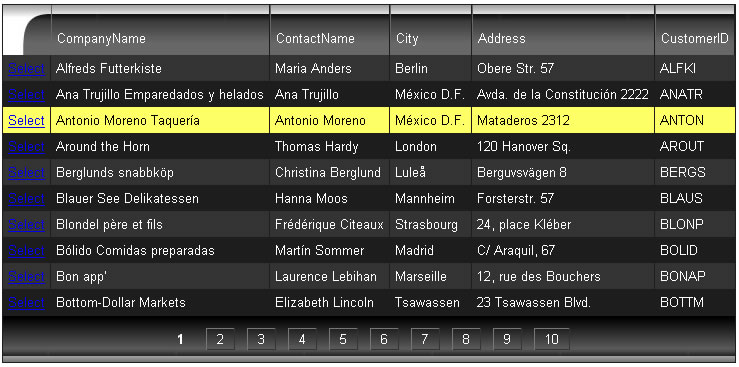 CompanyName ContactName City Address CustomerID
Select Alfreds Futterkiste Maria Anders Berlin Obere Str. 57 ALFKI
Select Ana Trujillo Emparedados y helados Ana Trujillo México D.F. Avda. de la Constitución 2222 ANATR
Select Antonio Moreno Taquería Antonio Moreno México D.F. Mataderos 2312 ANTON
Select Around the Horn Thomas Hardy London 120 Hanover Sq. AROUT
Select Berglunds snabbköp Christina Berglund Luleå Berguvsvägen 8 BERGS
Select Blauer See Delikatessen Hanna Moos Mannheim Forsterstr. 57 BLAUS
Select Blondel père et fils Frédérique Citeaux Strasbourg 24, place Kléber BLONP
Select Bólido Comidas preparadas Martín Sommer Madrid C/ Araquil, 67 BOLID
Select Bon app' Laurence Lebihan Marseille 12, rue des Bouchers BONAP
Select Bottom-Dollar Markets Elizabeth Lincoln Tsawassen 23 Tsawassen Blvd. BOTTM
1 2 3 4 5 6 7 8 9 10